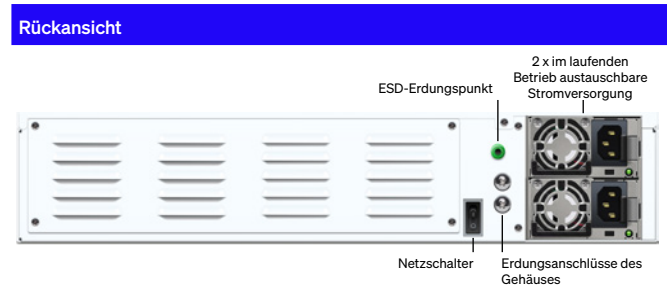 Rückansicht
2 x im laufenden
Betrieb austauschbare
Stromversorgung
ESD-Erdungspunkt
Netzschalter
Erdungsanschlüsse des
Gehäuses